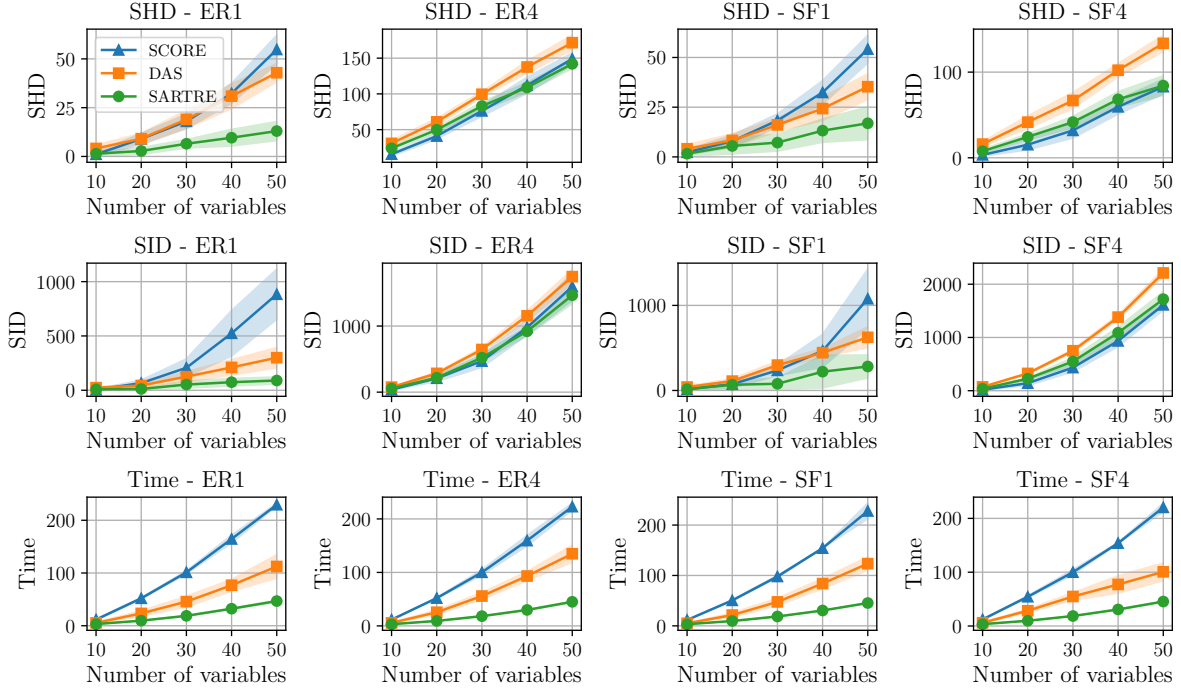 SHD - ER1
SHD - ER4
SHD - SF1
SHD - SF4
SCORE
DAS
SARTRE
SHD
50
25
0
10 20 30 40 50
Number of variables
SHD
150
100
50
10 20 30 40 50
Number of variables
SHD
50
25
0
10 20 30 40 50
Number of variables
SHD
100
0
10 20 30 40 50
Number of variables
SID - ER1
SID - ER4
SID - SF1
SID - SF4
SID
1000
500
0
10 20 30 40 50
Number of variables
SID
1000
0
10 20 30 40 50
Number of variables
SID
1000
0
10 20 30 40 50
Number of variables
SID
2000
1000
0
10 20 30 40 50
Number of variables
Time - ER1
Time - ER4
Time - SF1
Time - SF4
Time
200
100
0
10 20 30 40 50
Number of variables
Time
200
100
0
10 20 30 40 50
Number of variables
Time
200
100
0
10 20 30 40 50
Number of variables
Time
200
100
0
10 20 30 40 50
Number of variables